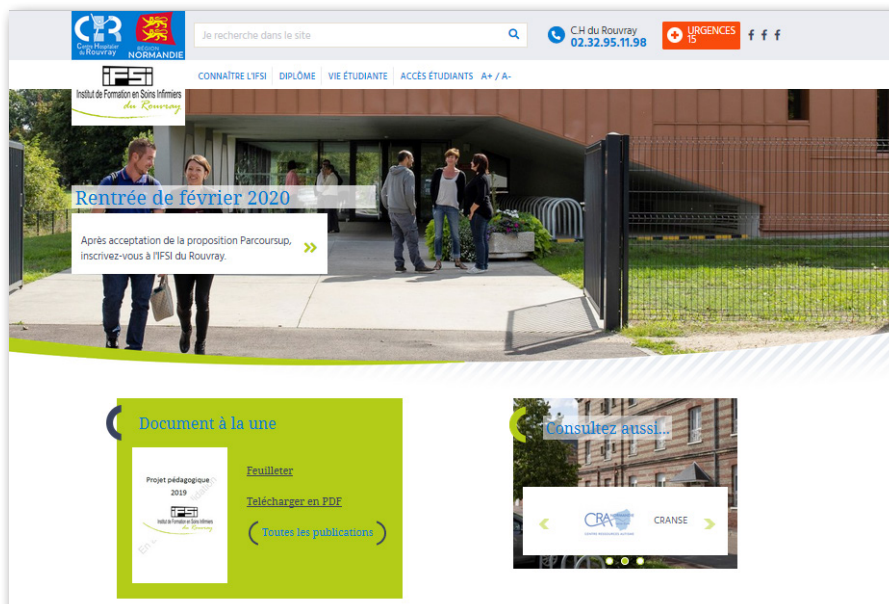 Centre Hospitalier
du Rouvray
RÉGION
NORMANDIE
Je recherche dans le site
C.H du Rouvray
02.32.95.11.98
URGENCES
15
iFSi
Institut de Formation en Soins Infirmiers
du Rouvray
CONNAÎTRE L'IFSI DIPLÔME VIE ÉTUDIANTE ACCÈS ÉTUDIANTS A+ / A-
Rentrée de février 2020
Après acceptation de la proposition Parcoursup,
inscrivez-vous à l'IFSI du Rouvray.
Document à la une
Projet pédagogique
2019
iFSi
Institut de Formation en Soins Infirmiers
du Rouvray
Feuilleter
Telécharger en PDF
Toutes les publications
Consultez aussi...
CRA
CRANSE